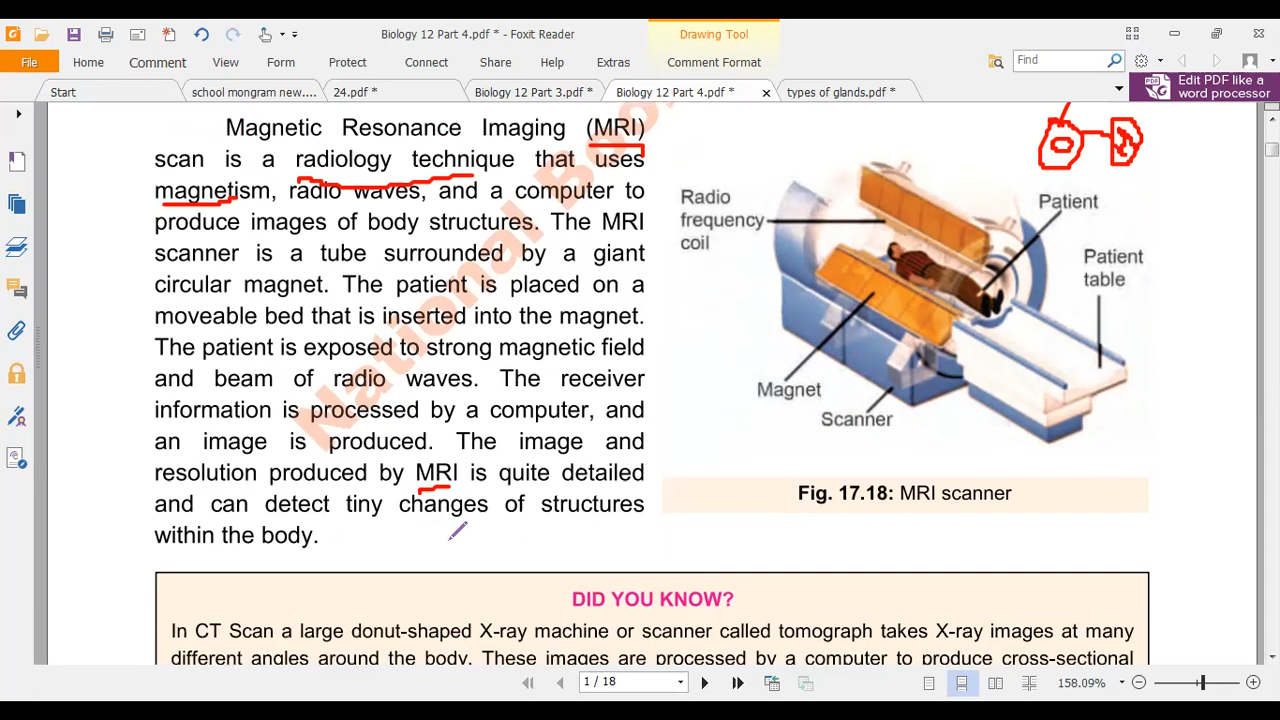 Biology 12 Part 4.pdf * - Foxit Reader
Drawing Tool
File
Home
Comment
View
Form
Protect
Connect
Share
Help
Extras
Comment Format
Find
Start
school mongram new....
24.pdf *
Biology 12 Part 3.pdf *
Biology 12 Part 4.pdf *
types of glands.pdf *
Edit PDF like a
word processor
Magnetic Resonance Imaging (MRI)
scan is a radiology technique that uses
magnetism, radio waves, and a computer to
produce images of body structures. The MRI
scanner is a tube surrounded by a giant
circular magnet. The patient is placed on a
moveable bed that is inserted into the magnet.
The patient is exposed to strong magnetic field
and beam of radio waves. The receiver
information is processed by a computer, and
an image is produced. The image and
resolution produced by MRI is quite detailed
and can detect tiny changes of structures
within the body.
National Boo
Radio
frequency
coil
Patient
Patient
table
Magnet
Scanner
Fig. 17.18: MRI scanner
DID YOU KNOW?
In CT Scan a large donut-shaped X-ray machine or scanner called tomograph takes X-ray images at many
different angles around the body. These images are processed by a computer to produce cross-sectional
1 / 18
158.09%